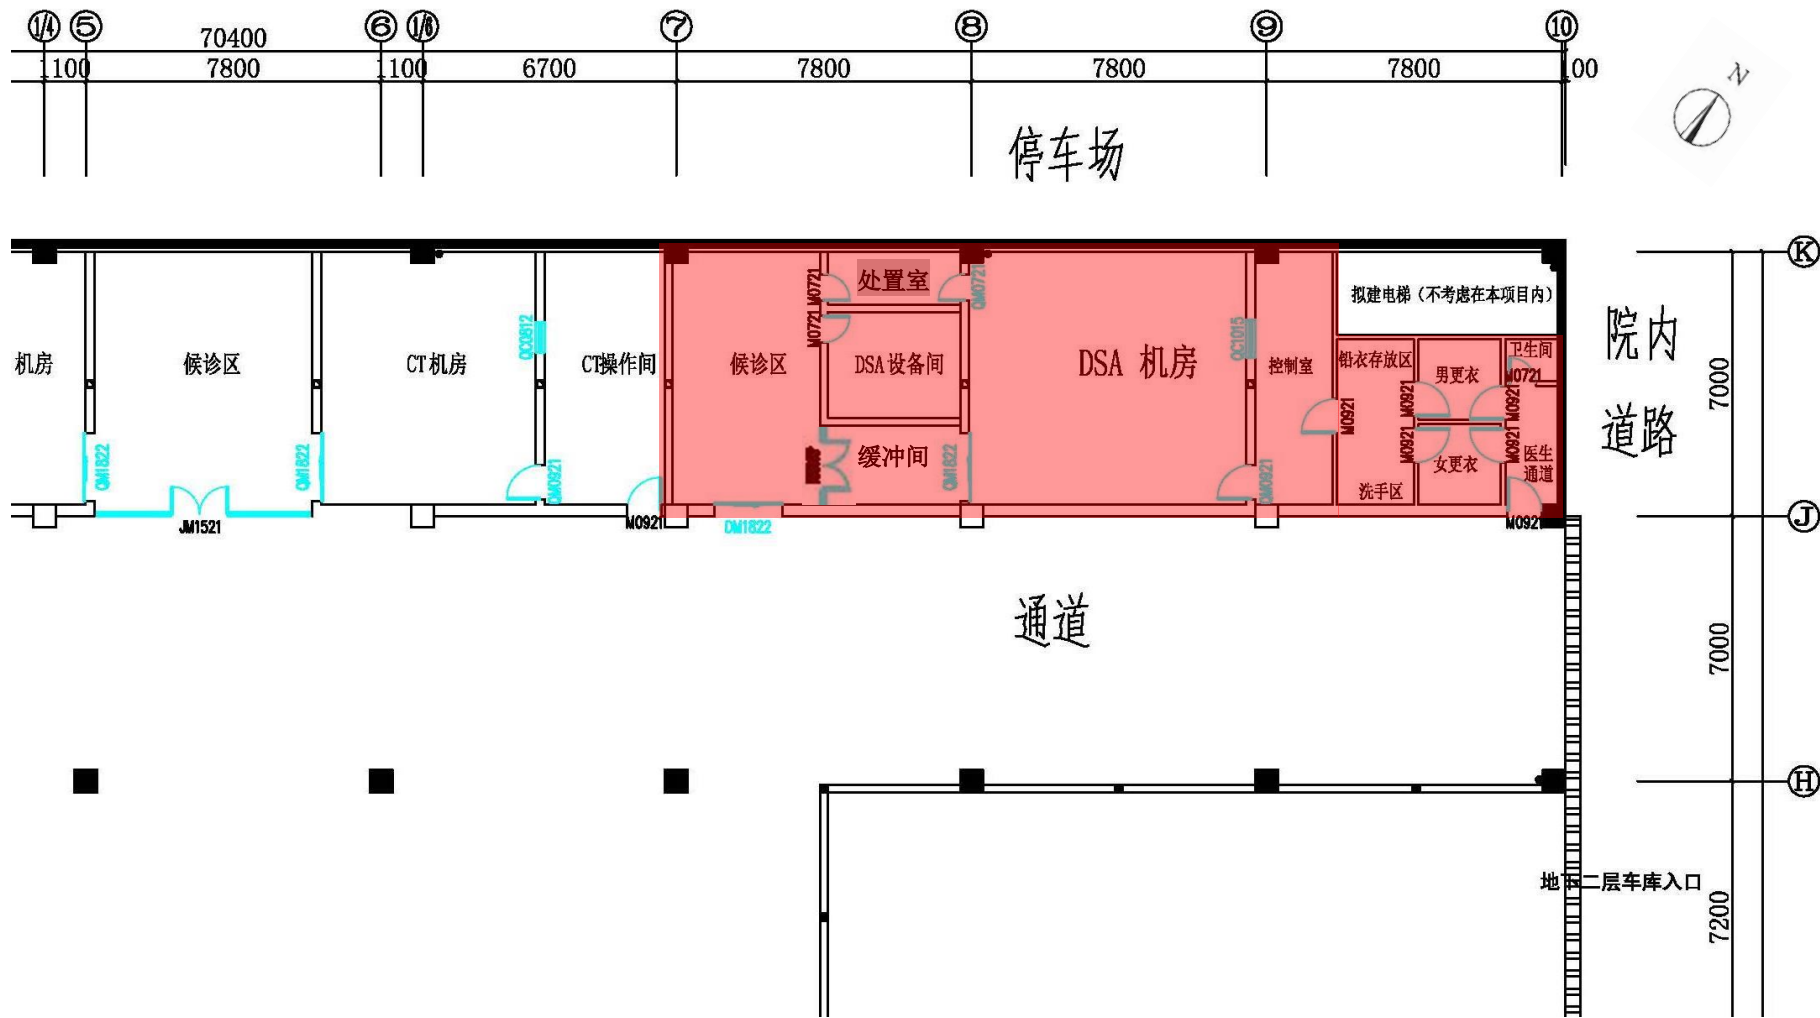 1/4 ⑤ ⑥ 1/6 ⑦ ⑧ ⑨ ⑩
70400
1100 7800 1100 6700 7800 7800 7800 100
N
停车场
K
处置室
M0721
QM0721
拟建电梯（不考虑在本项目内）
院内
道路
M0721
QC0812
QC1015
机房
候诊区
CT机房
CT操作间
候诊区
DSA设备间
DSA 机房
控制室
铅衣存放区
男更衣
卫生间
M0721
7000
M0921
M0921
M0921
QM1822
QM1822
QM0921
缓冲间
QM1822
QM0921
M0921
女更衣
M0921
医生
通道
洗手区
JM1521
M0921
DM1822
M0921
J
通道
7000
H
地下二层车库入口
7200